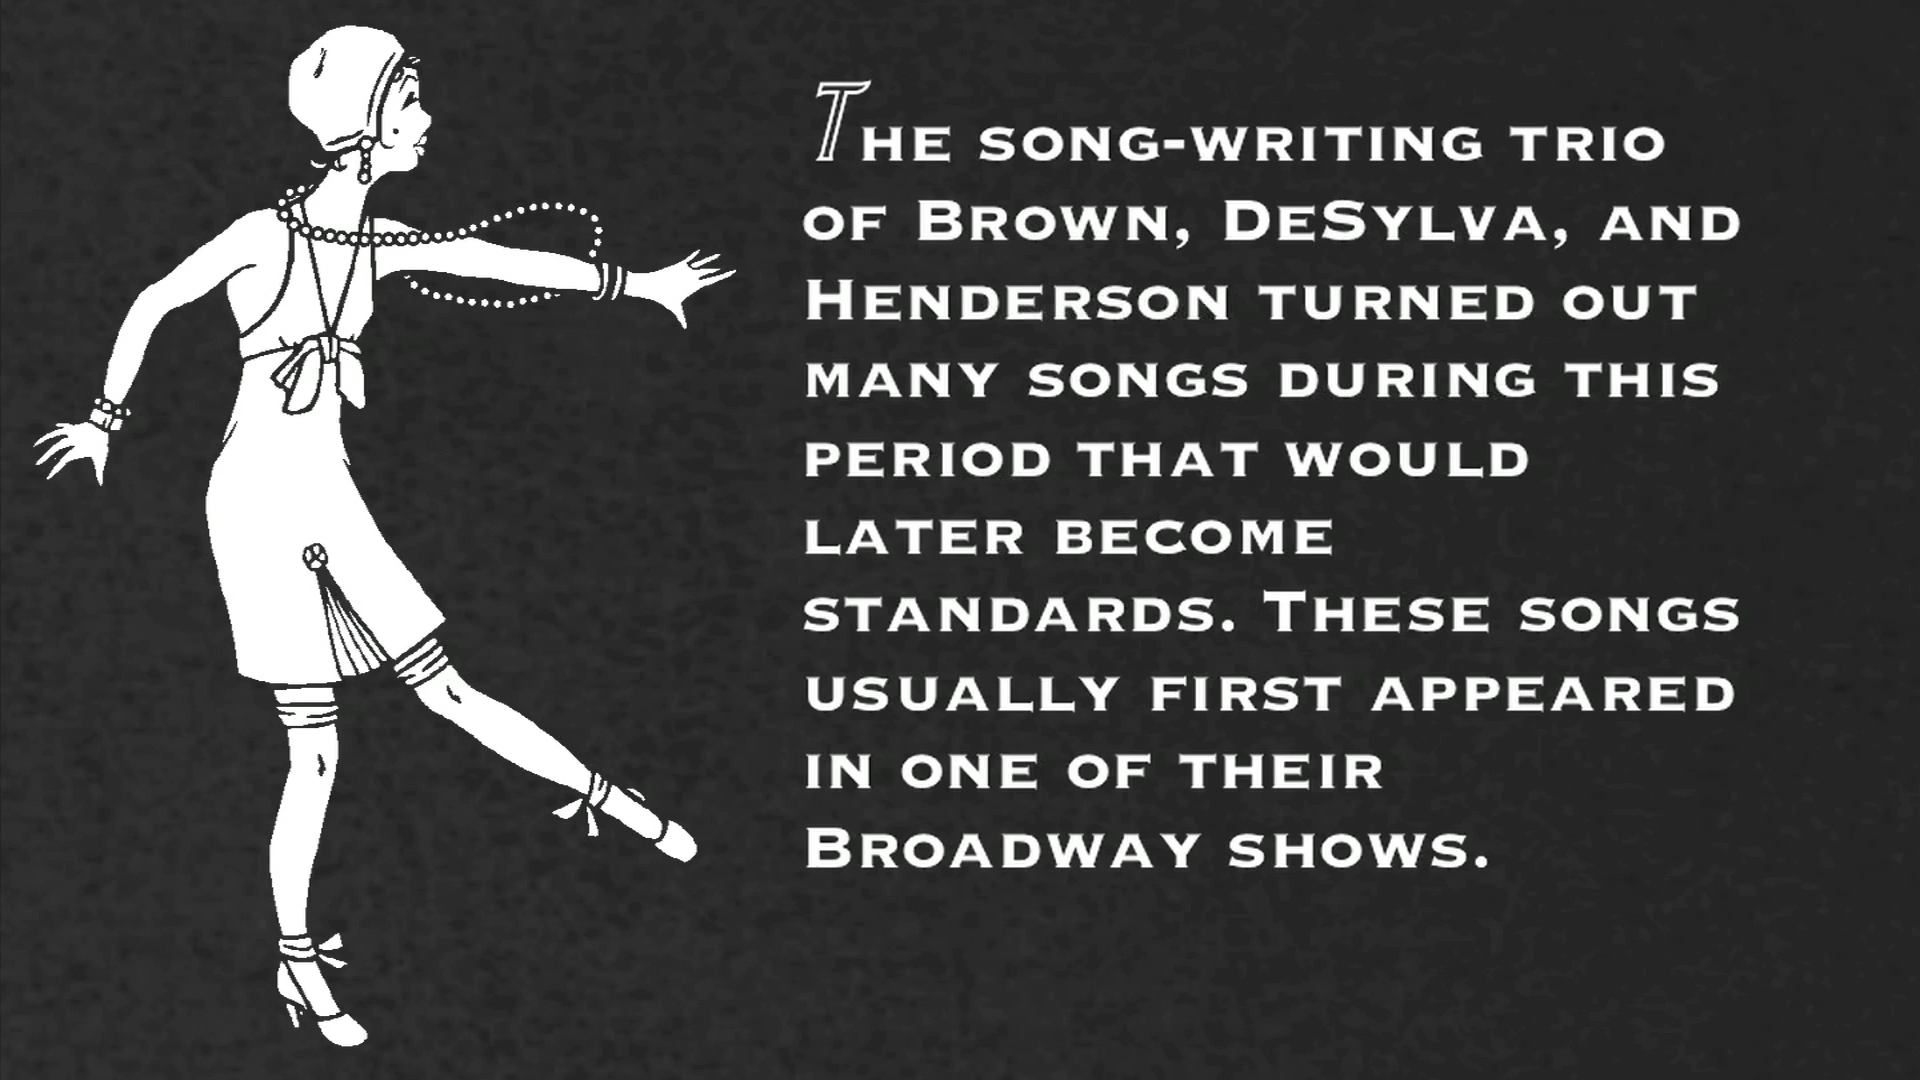 The song-writing trio
of Brown, DeSylva, and
Henderson turned out
many songs during this
period that would
later become
standards. These songs
usually first appeared
in one of their
Broadway shows.